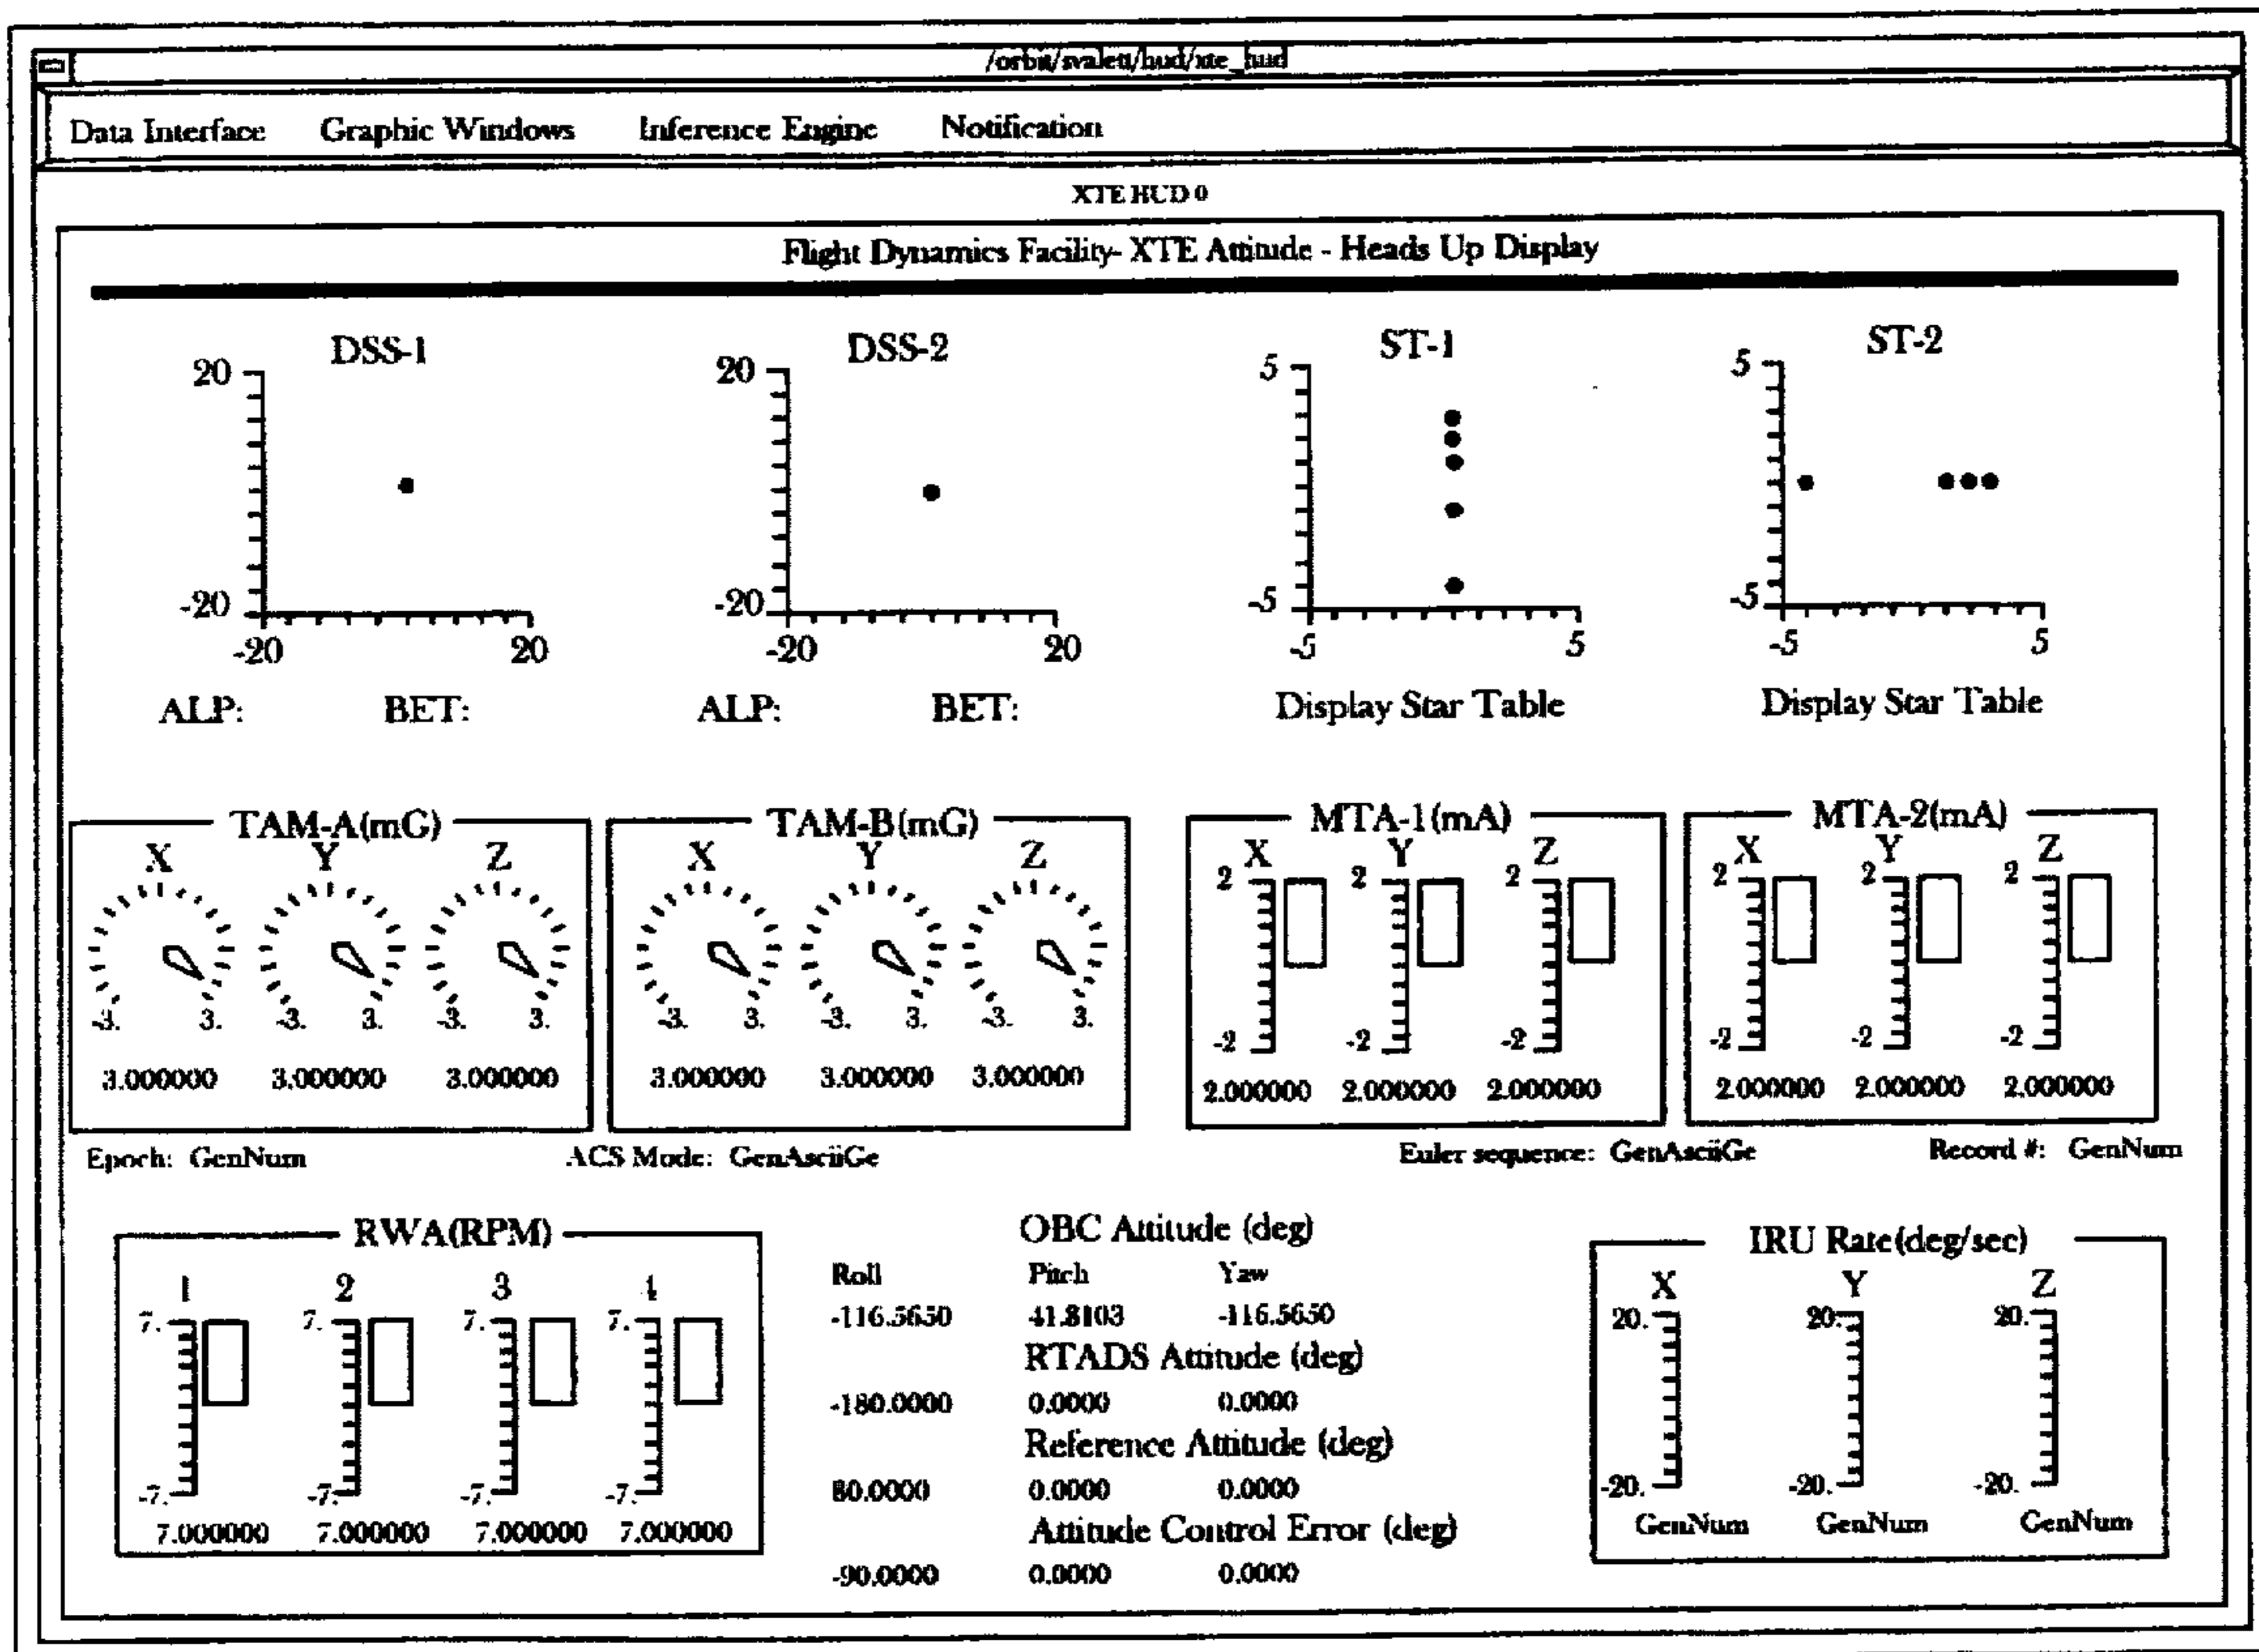 /orbit/svalett/hud/xte_hud
Data Interface Graphic Windows Inference Engine Notification
XTE HUD 0
Flight Dynamics Facility- XTE Attitude - Heads Up Display
DSS-1 DSS-2 ST-1 ST-2
20 20 5 5
-20 -20 -5 -5
-20 20 -20 20 -5 5 -5 5
ALP: BET: ALP: BET: Display Star Table Display Star Table
TAM-A(mG) TAM-B(mG) MTA-1(mA) MTA-2(mA)
X Y Z X Y Z X Y Z X Y Z
2 2 2 2 2 2
-3. 3. -3. 3. -3. 3. -3. 3. -3. 3. -3. 3. -2 -2 -2 -2 -2 -2
3.000000 3.000000 3.000000 3.000000 3.000000 3.000000 2.000000 2.000000 2.000000 2.000000 2.000000 2.000000
Epoch: GenNum ACS Mode: GenAsciiGe Euler sequence: GenAsciiGe Record #: GenNum
RWA(RPM) OBC Attitude (deg) IRU Rate(deg/sec)
1 2 3 4 Roll Pitch Yaw X Y Z
7. 7. 7. 7. -116.5650 41.8103 -116.5650 20. 20. 20.
RTADS Attitude (deg)
-180.0000 0.0000 0.0000
Reference Attitude (deg)
-7. -7. -7. -7. 80.0000 0.0000 0.0000 -20. -20. -20.
7.000000 7.000000 7.000000 7.000000 Attitude Control Error (deg) GenNum GenNum GenNum
-90.0000 0.0000 0.0000